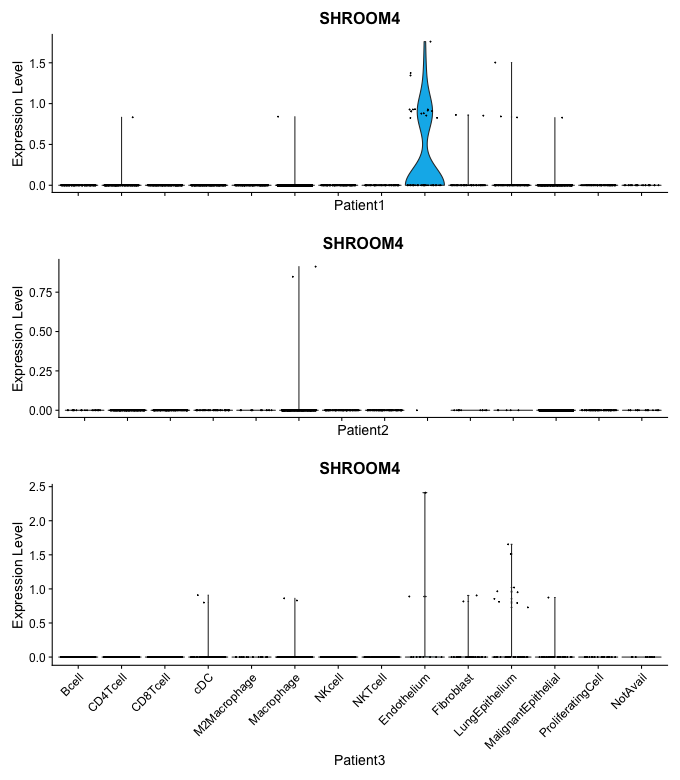 SHROOM4
Expression Level
1.5
1.0
0.5
0.0
Patient1
SHROOM4
Expression Level
0.75
0.50
0.25
0.00
Patient2
SHROOM4
Expression Level
2.5
2.0
1.5
1.0
0.5
0.0
Bcell
CD4Tcell
CD8Tcell
cDC
M2Macrophage
Macrophage
NKcell
NKTcell
Endothelium
Fibroblast
LungEpithelium
MalignantEpithelial
ProliferatingCell
NotAvail
Patient3